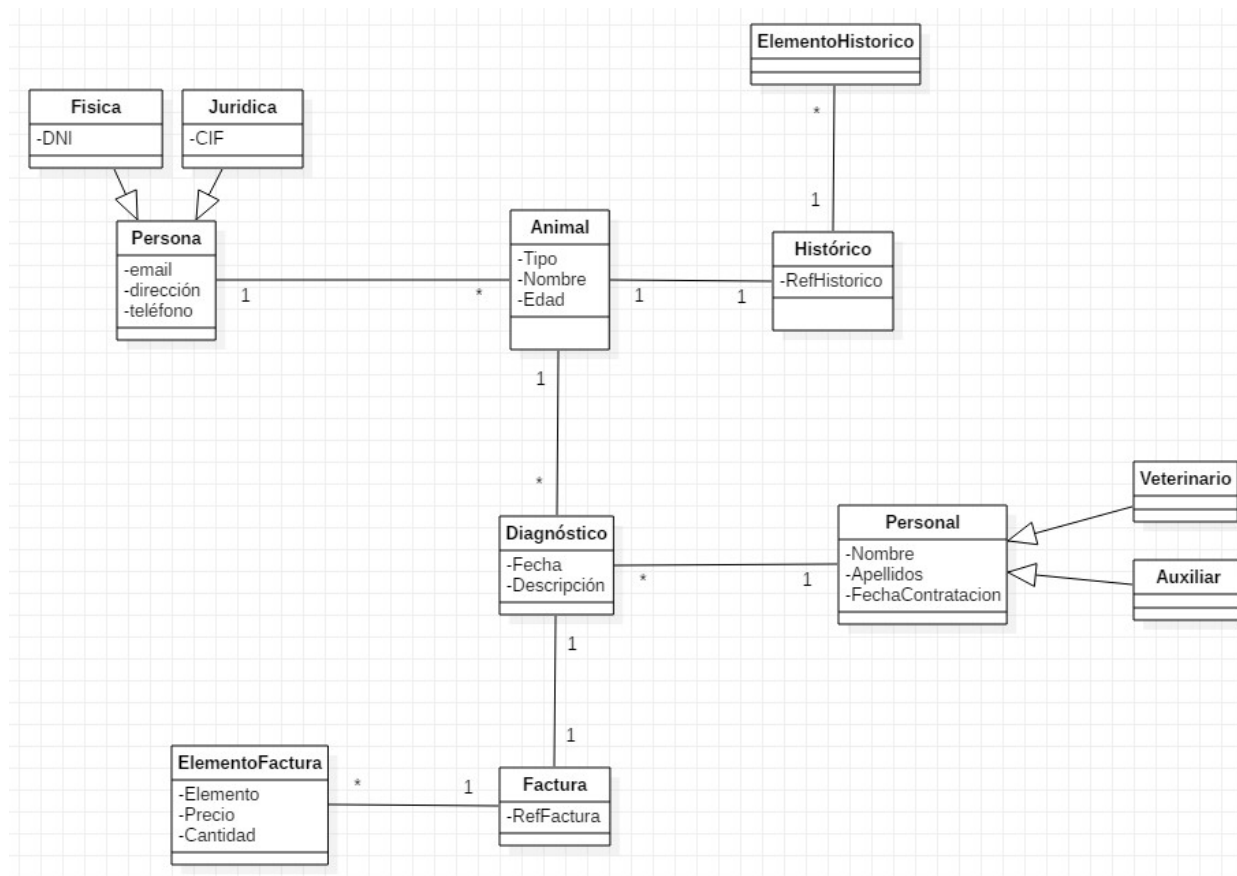 ElementoHistorico
*
1
Fisica
-DNI
Juridica
-CIF
Persona
-email
-dirección
-teléfono
1
*
Animal
-Tipo
-Nombre
-Edad
1
1
Histórico
-RefHistorico
1
*
Diagnóstico
-Fecha
-Descripción
*
1
Personal
-Nombre
-Apellidos
-FechaContratacion
Veterinario
Auxiliar
1
1
ElementoFactura
-Elemento
-Precio
-Cantidad
*
1
Factura
-RefFactura